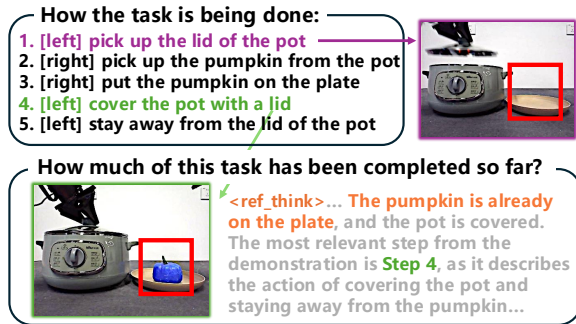 How the task is being done:
1. [left] pick up the lid of the pot
2. [right] pick up the pumpkin from the pot
3. [right] put the pumpkin on the plate
4. [left] cover the pot with a lid
5. [left] stay away from the lid of the pot
How much of this task has been completed so far?
<ref_think>... The pumpkin is already
on the plate, and the pot is covered.
The most relevant step from the
demonstration is Step 4, as it describes
the action of covering the pot and
staying away from the pumpkin...